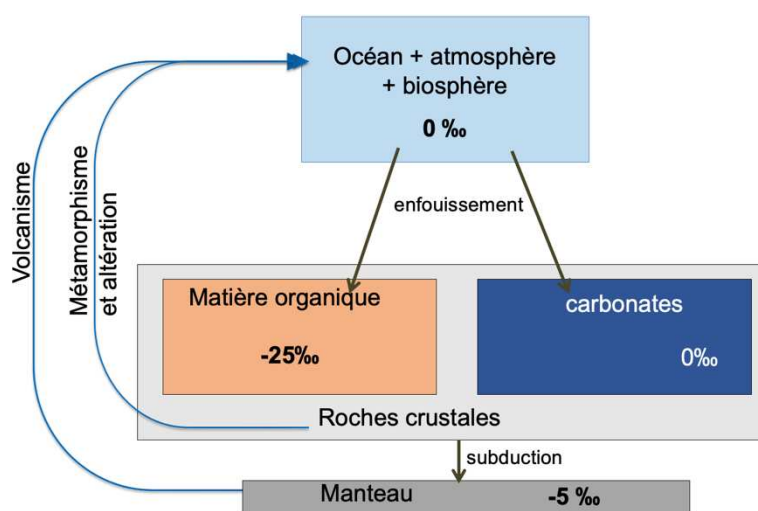 Océan + atmosphère
+ biosphère
0 ‰
enfouissement
Volcanisme
Métamorphisme
et altération
Matière organique
-25‰
carbonates
0‰
Roches crustales
subduction
Manteau
-5 ‰